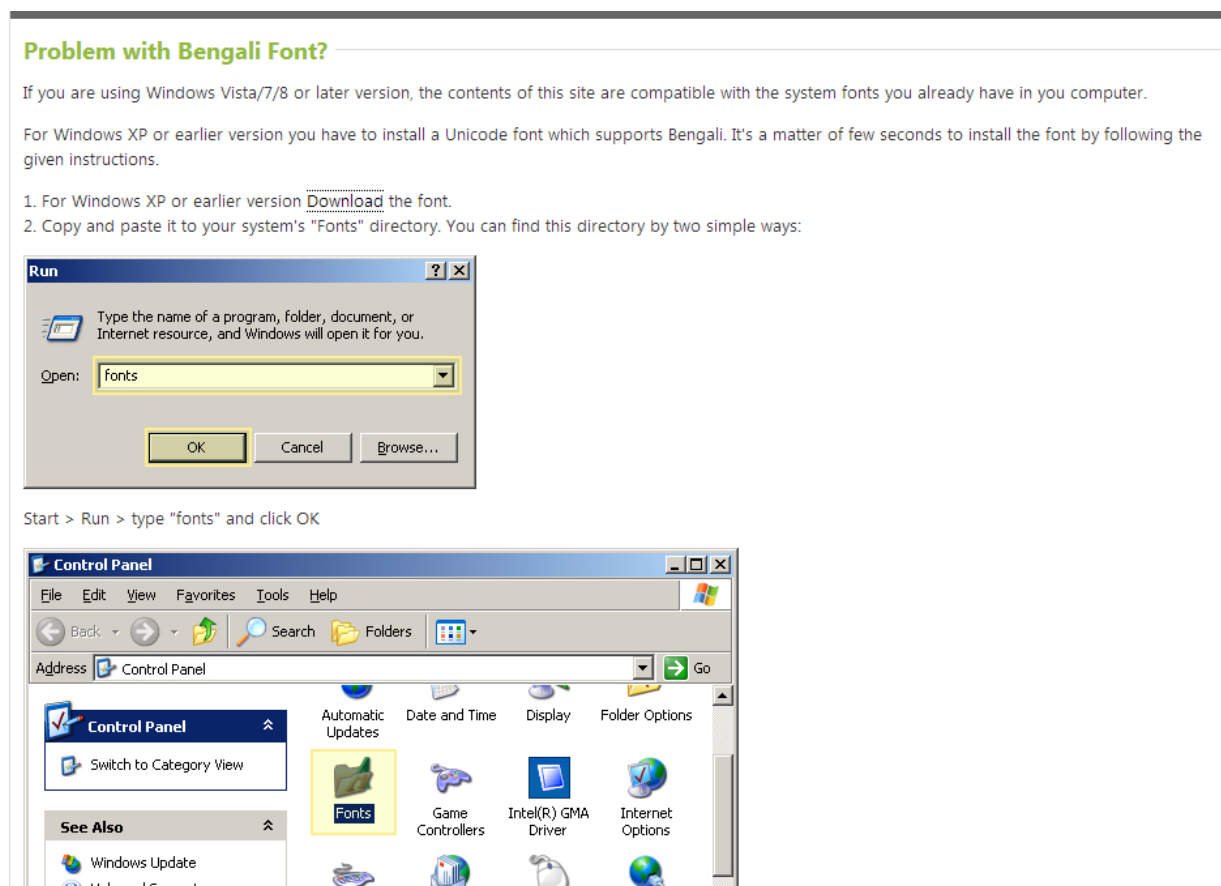 Problem with Bengali Font?
If you are using Windows Vista/7/8 or later version, the contents of this site are compatible with the system fonts you already have in you computer.
For Windows XP or earlier version you have to install a Unicode font which supports Bengali. It's a matter of few seconds to install the font by following the
given instructions.
1. For Windows XP or earlier version Download the font.
2. Copy and paste it to your system's "Fonts" directory. You can find this directory by two simple ways:
Run
Type the name of a program, folder, document, or
Internet resource, and Windows will open it for you.
Open: fonts
OK Cancel Browse...
Start > Run > type "fonts" and click OK
Control Panel
File Edit View Favorites Tools Help
Back Search Folders
Address Control Panel Go
Automatic Date and Time Display Folder Options
Updates
Control Panel
Switch to Category View
Fonts Game Intel(R) GMA Internet
Controllers Driver Options
See Also
Windows Update